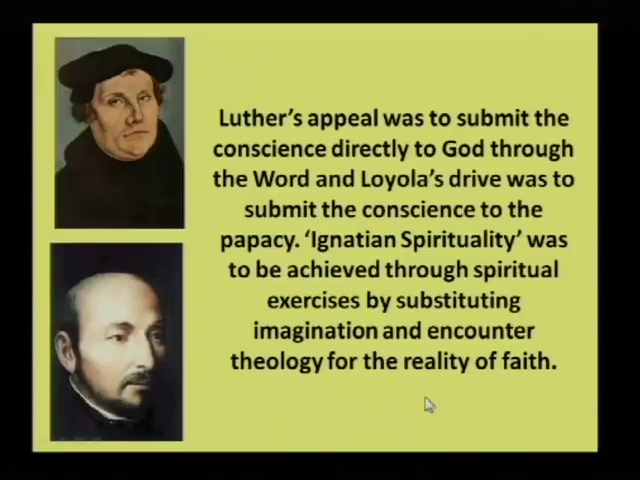 Luther’s appeal was to submit the
conscience directly to God through
the Word and Loyola’s drive was to
submit the conscience to the
papacy. ‘Ignatian Spirituality’ was
to be achieved through spiritual
exercises by substituting
imagination and encounter
theology for the reality of faith.